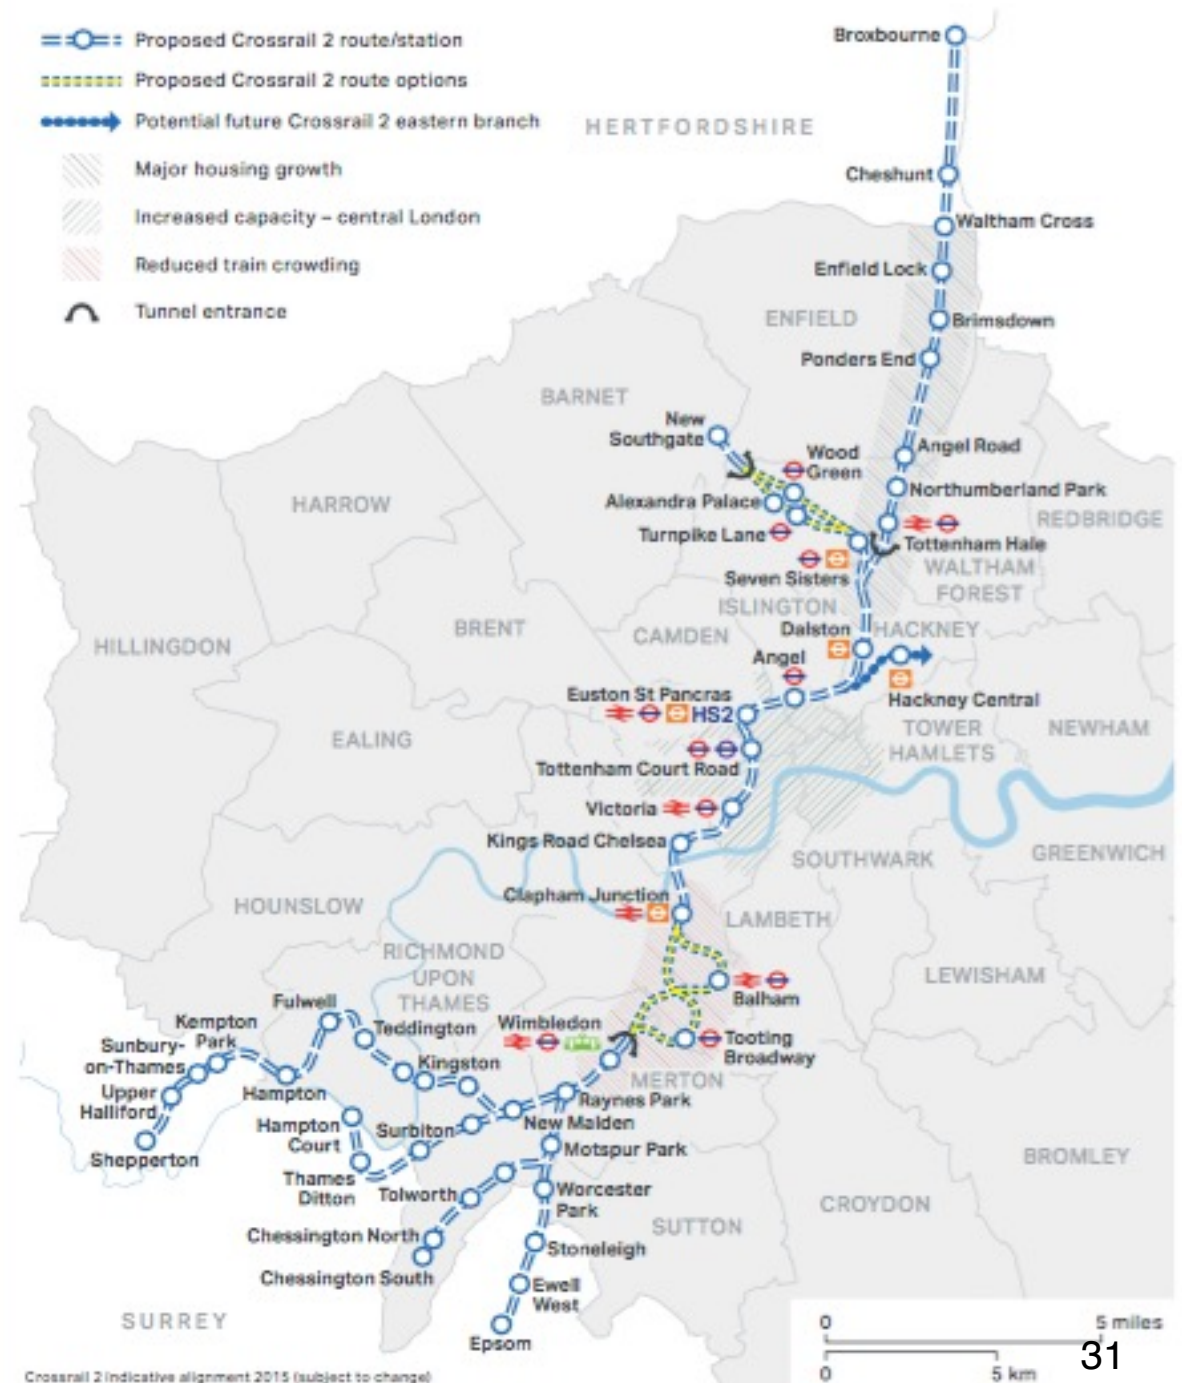 Proposed Crossrail 2 route/station
Proposed Crossrail 2 route options
Potential future Crossrail 2 eastern branch
Major housing growth
Increased capacity – central London
Reduced train crowding
Tunnel entrance
Broxbourne
HERTFORDSHIRE
Cheshunt
Waltham Cross
Enfield Lock
ENFIELD
Brimsdown
Ponders End
BARNET
New
Southgate
Wood
Green
Angel Road
Alexandra Palace
Northumberland Park
HARROW
REDBRIDGE
Turnpike Lane
Tottenham Hale
Seven Sisters
WALTHAM
FOREST
ISLINGTON
BRENT
CAMDEN
Dalston
HACKNEY
HILLINGDON
Angel
Euston St Pancras
HS2
Hackney Central
EALING
TOWER
HAMLETS
NEWHAM
Tottenham Court Road
Victoria
Kings Road Chelsea
SOUTHWARK
GREENWICH
Clapham Junction
HOUNSLOW
LAMBETH
RICHMOND
UPON
THAMES
LEWISHAM
Balham
Fulwell
Kempton
Park
Teddington
Wimbledon
Tooting
Broadway
Sunbury-
on-Thames
Kingston
MERTON
Upper
Halliford
Hampton
Raynes Park
Hampton
Court
Surbiton
New Malden
Shepperton
Motspur Park
BROMLEY
Thames
Ditton
Tolworth
Worcester
Park
CROYDON
SUTTON
Chessington North
Stoneleigh
Chessington South
Ewell
West
SURREY
Epsom
0
5 miles
0
5 km
31
Crossrail 2 indicative alignment 2015 (subject to change)